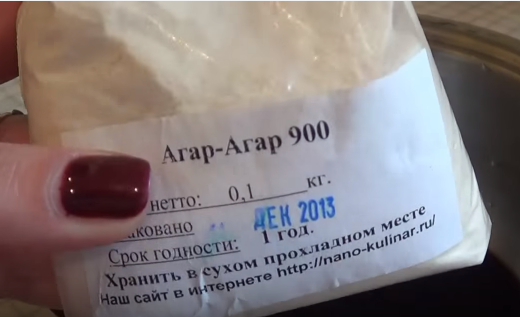 Агар-Агар 900
нетто: 0,1 кг.
ДЕК 2013
Срок годности: 1 год.
Хранить в сухом прохладном месте
Наш сайт в интернете http://nano-kulinar.ru/